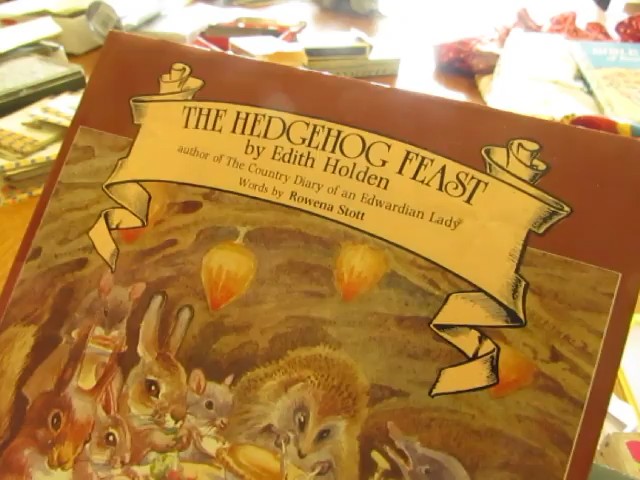 THE HEDGEHOG FEAST
by Edith Holden
author of The Country Diary of an Edwardian Lady
Words by Rowena Stott